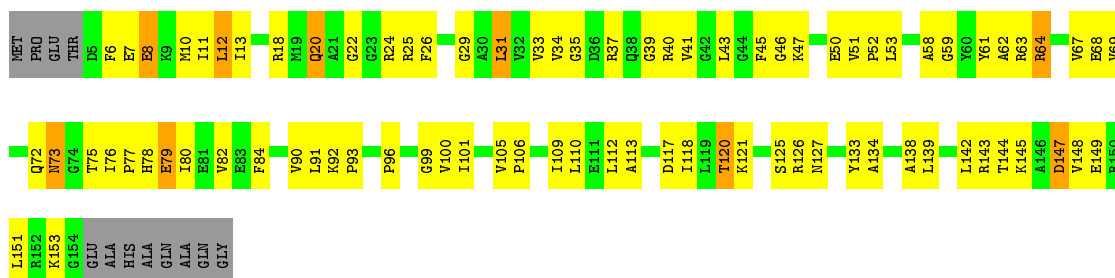 MET PRO GLU THR D5 F6 E7 E8 K9 M10 I11 L12 I13 R18 M19 Q20 A21 G22 G23 R24 R25 F26 G29 A30 L31 V32 V33 V34 G35 D36 R37 Q38 G39 R40 V41 G42 L43 G44 F45 G46 K47 E50 V51 P52 L53 A58 G59 Y60 Y61 A62 R63 R64 V67 E68
Q72 N73 G74 T75 I76 P77 H78 E79 I80 E81 V82 E83 F84 V90 L91 K92 P93 P96 G99 V100 I101 V105 P106 I109 L110 E111 L112 A113 D117 I118 L119 T120 K121 S125 R126 N127 Y133 A134 A138 L139 L142 R143 T144 K145 A146 D147 V148 E149
L151 R152 K153 G154 GLU ALA HIS ALA GLN ALA GLN GLY